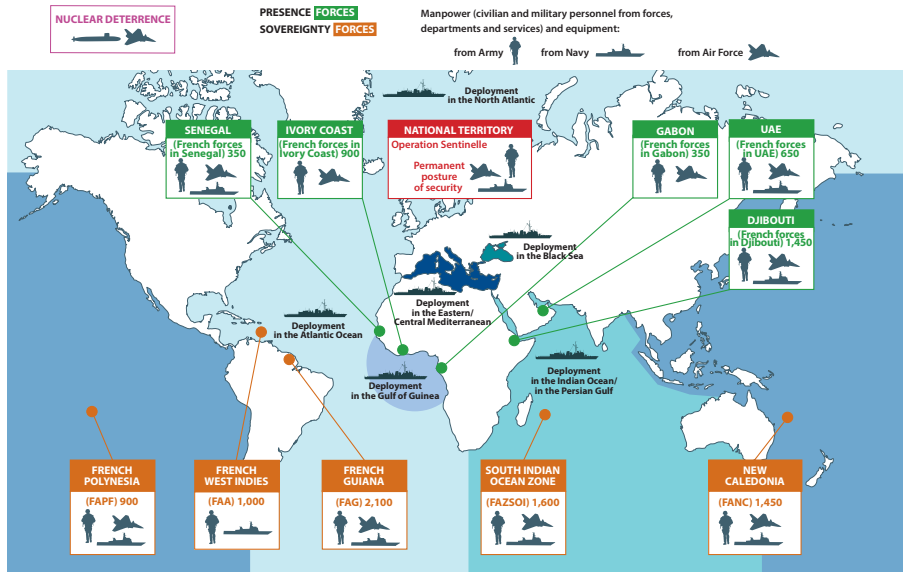 NUCLEAR DETERRENCE
PRESENCE FORCES
SOVEREIGNTY FORCES
Manpower (civilian and military personnel from forces,
departments and services) and equipment:
from Army
from Navy
from Air Force
Deployment
in the North Atlantic
SENEGAL
(French forces
in Senegal) 350
IVORY COAST
(French forces in
Ivory Coast) 900
NATIONAL TERRITORY
Operation Sentinelle
Permanent
posture
of security
GABON
(French forces
in Gabon) 350
UAE
(French forces
in UAE) 650
DJIBOUTI
(French forces
in Djibouti) 1,450
Deployment
in the Black Sea
Deployment
in the Eastern/
Central Mediterranean
Deployment
in the Atlantic Ocean
Deployment
in the Gulf of Guinea
Deployment
in the Indian Ocean/
in the Persian Gulf
FRENCH
POLYNESIA
(FAPF) 900
FRENCH
WEST INDIES
(FAA) 1,000
FRENCH
GUIANA
(FAG) 2,100
SOUTH INDIAN
OCEAN ZONE
(FAZSOI) 1,600
NEW
CALEDONIA
(FANC) 1,450